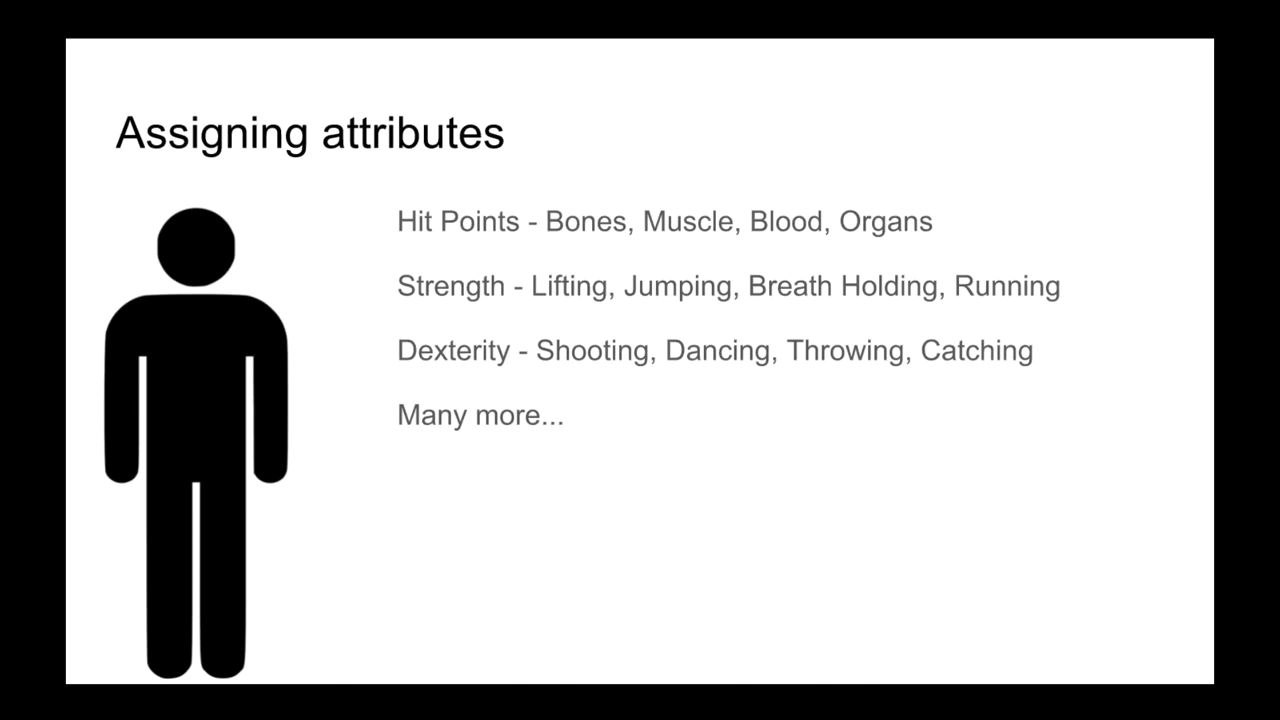 Assigning attributes
Hit Points - Bones, Muscle, Blood, Organs
Strength - Lifting, Jumping, Breath Holding, Running
Dexterity - Shooting, Dancing, Throwing, Catching
Many more...